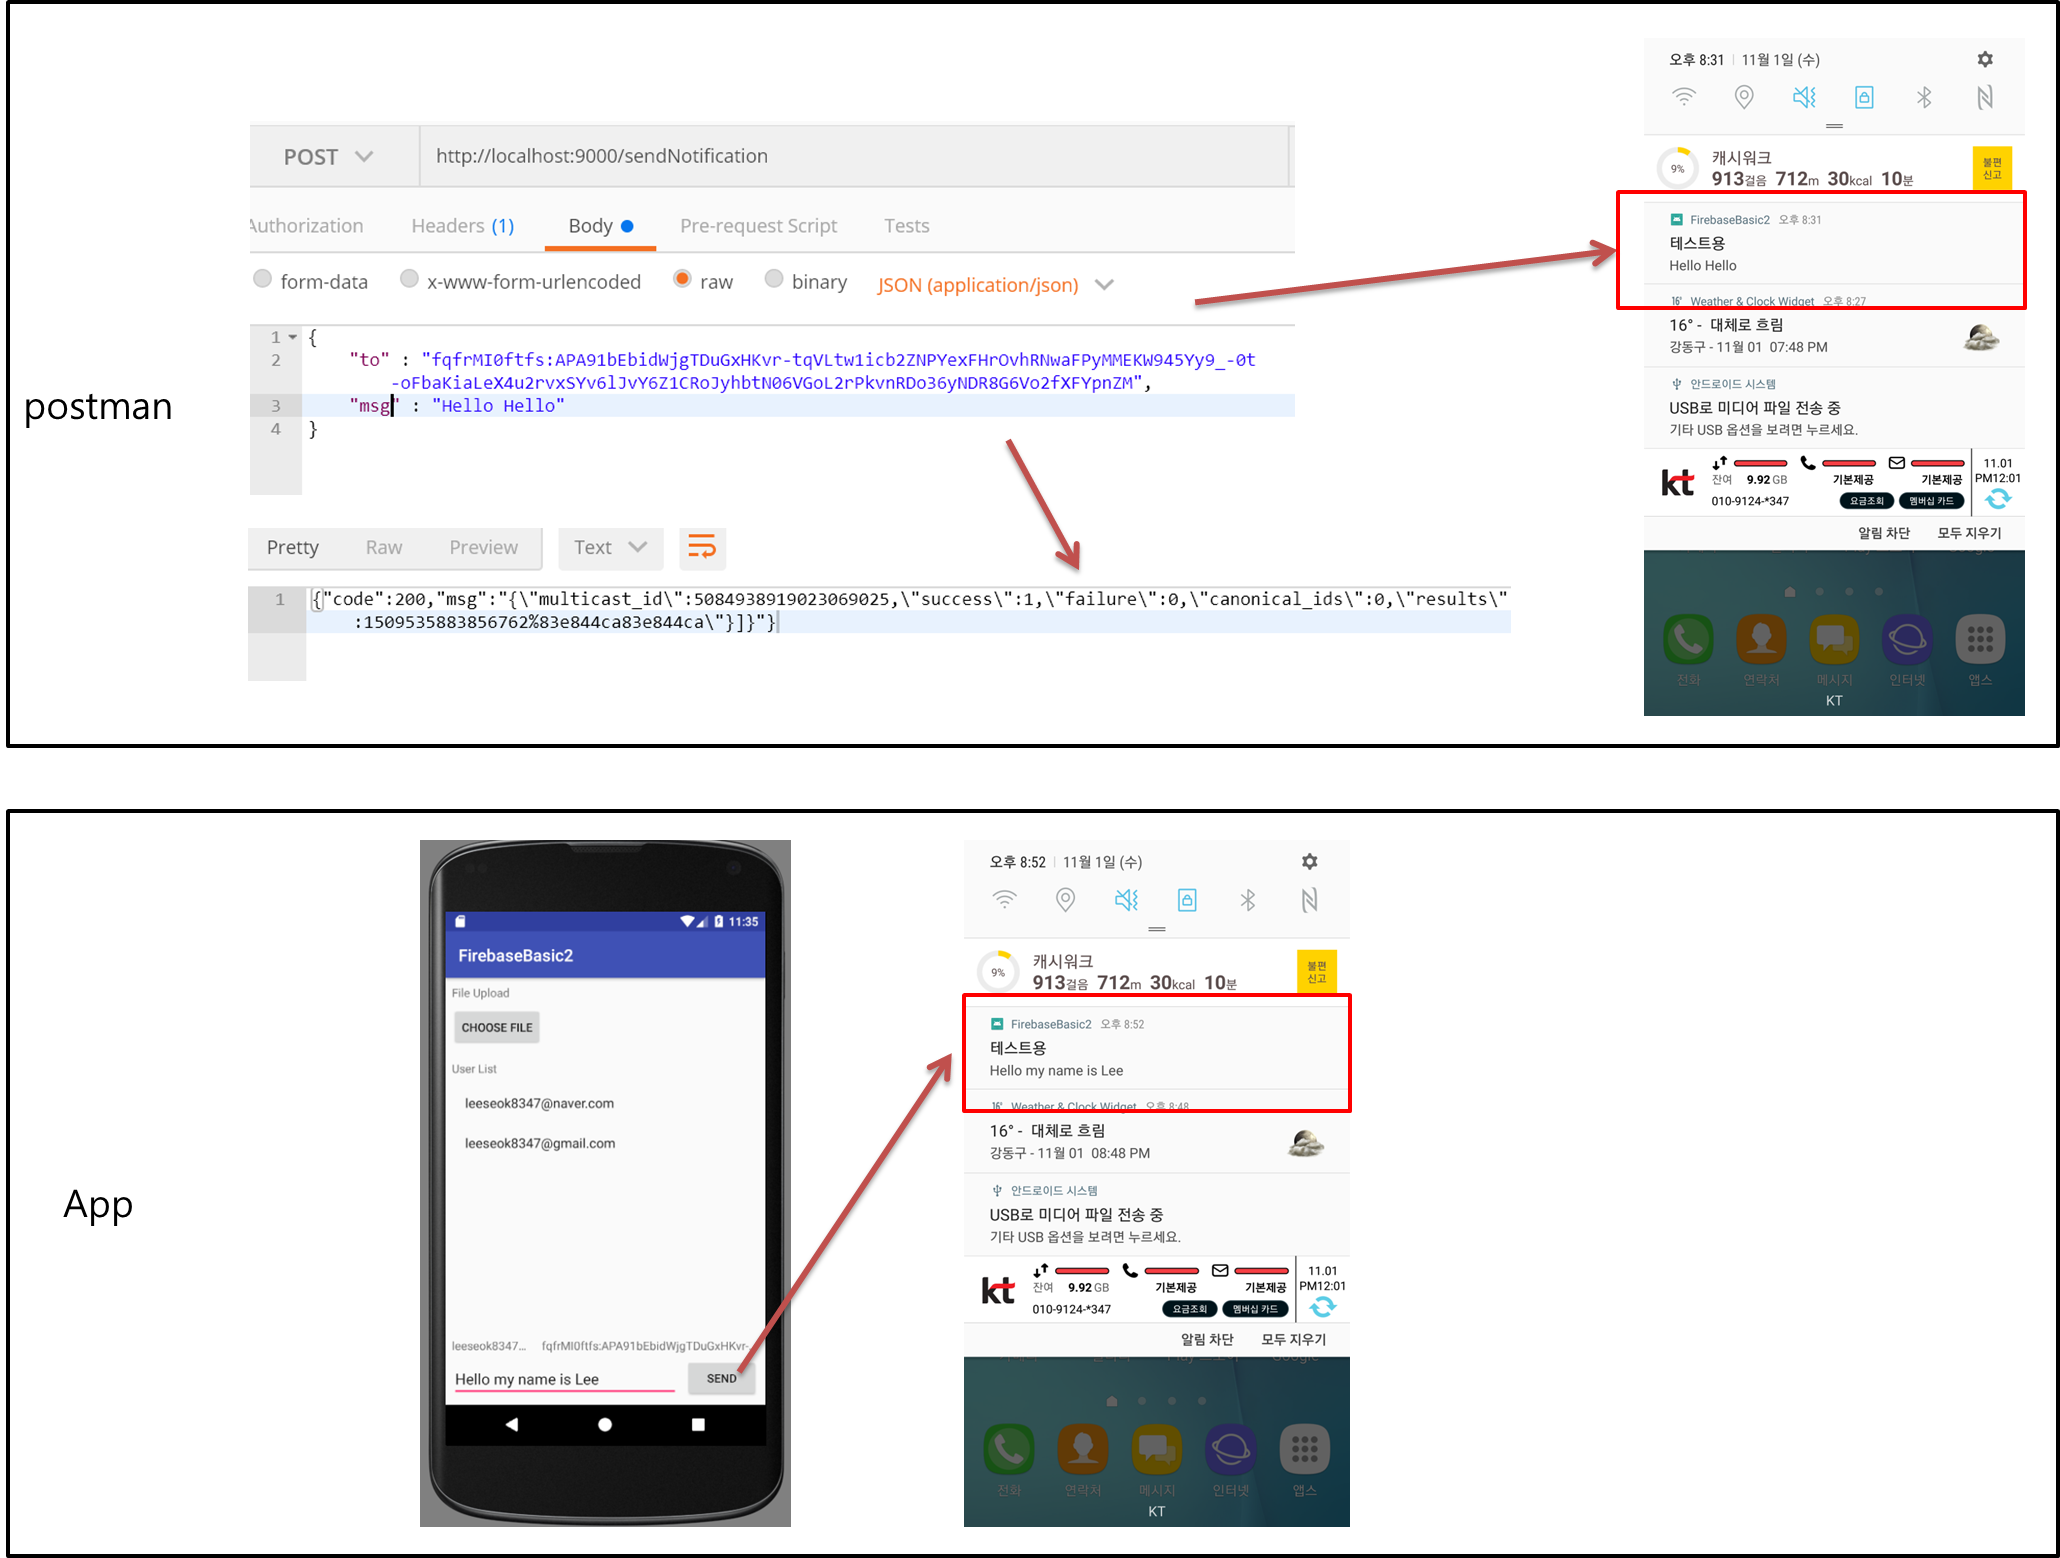 postman
POST
http://localhost:9000/sendNotification
Authorization Headers (1) Body Pre-request Script Tests
form-data x-www-form-urlencoded raw binary JSON (application/json)
1 {
2 "to" : "fqfrMI0ftfs:APA91bEbidWjgTDuGxHKvr-tqVLtw1icb2ZNPYexFHrOvhRNwaFPyMMEKW945Yy9_-0t
-oFbaKiaLeX4u2rvxSYv6lJvY6Z1CRoJyhbtN06VGoL2rPkvnRDo36yNDR8G6Vo2fXFYpnZM",
3 "msg" : "Hello Hello"
4 }
Pretty Raw Preview Text
1 {"code":200,"msg":"{\"multicast_id\":5084938919023069025,\"success\":1,\"failure\":0,\"canonical_ids\":0,\"results\"
:1509535883856762%83e844ca83e844ca\"}]}"}
오후 8:31 11월 1일 (수)
9%
캐시워크
913걸음 712m 30kcal 10분
불편
신고
FirebaseBasic2 오후 8:31
테스트용
Hello Hello
16° Weather & Clock Widget 오후 8:27
16° - 대체로 흐림
강동구 - 11월 01 07:48 PM
안드로이드 시스템
USB로 미디어 파일 전송 중
기타 USB 옵션을 보려면 누르세요.
kt
잔여 9.92 GB 기본제공 기본제공
010-9124-*347 요금조회 멤버십 카드
11.01
PM12:01
알림 차단 모두 지우기
전화 연락처 메시지 인터넷 앱스
KT
App
11:35
FirebaseBasic2
File Upload
CHOOSE FILE
User List
leeseok8347@naver.com
leeseok8347@gmail.com
leeseok8347... fqfrMI0ftfs:APA91bEbidWjgTDuGxHKvr-..
Hello my name is Lee SEND
오후 8:52 11월 1일 (수)
9%
캐시워크
913걸음 712m 30kcal 10분
불편
신고
FirebaseBasic2 오후 8:52
테스트용
Hello my name is Lee
16° Weather & Clock Widget 오후 8:48
16° - 대체로 흐림
강동구 - 11월 01 08:48 PM
안드로이드 시스템
USB로 미디어 파일 전송 중
기타 USB 옵션을 보려면 누르세요.
kt
잔여 9.92 GB 기본제공 기본제공
010-9124-*347 요금조회 멤버십 카드
11.01
PM12:01
알림 차단 모두 지우기
Google
전화 연락처 메시지 인터넷 앱스
KT